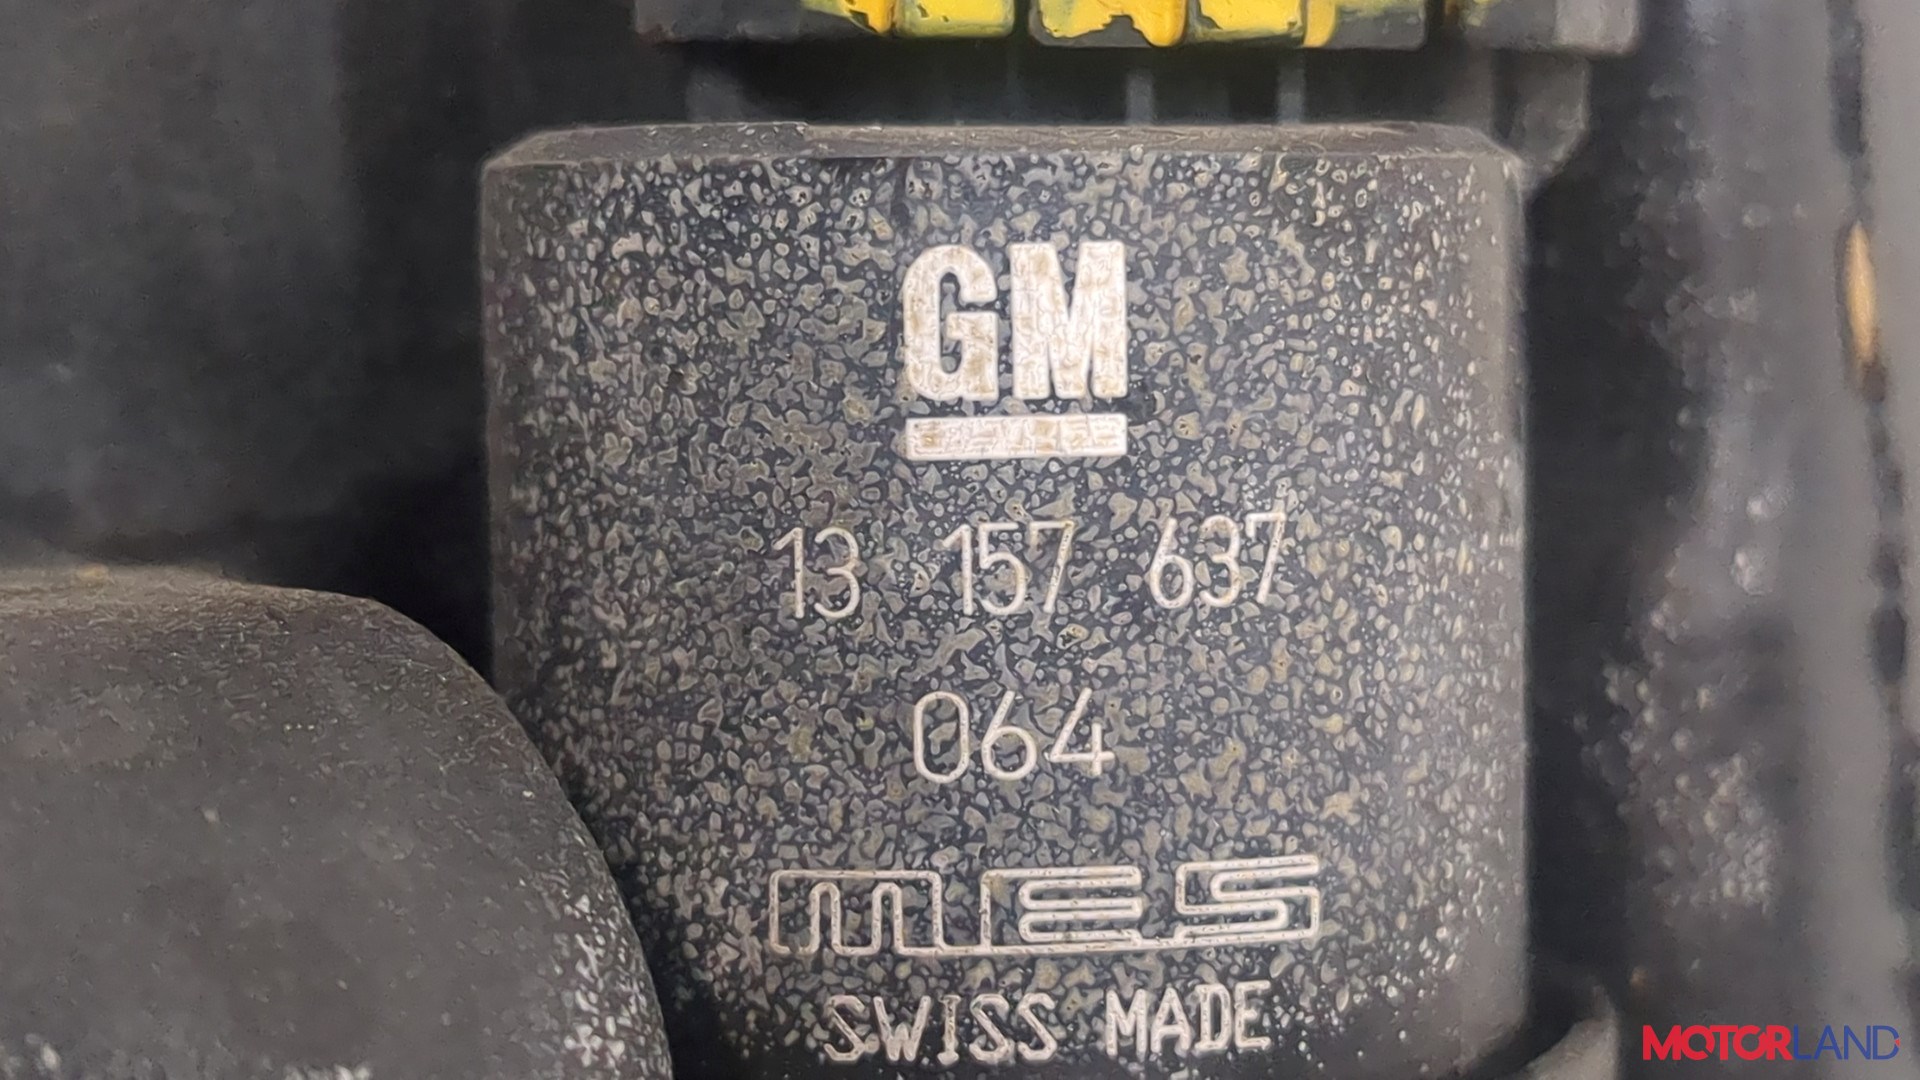 GM
13 157 637
064
MES
SWISS MADE
MOTORLAND